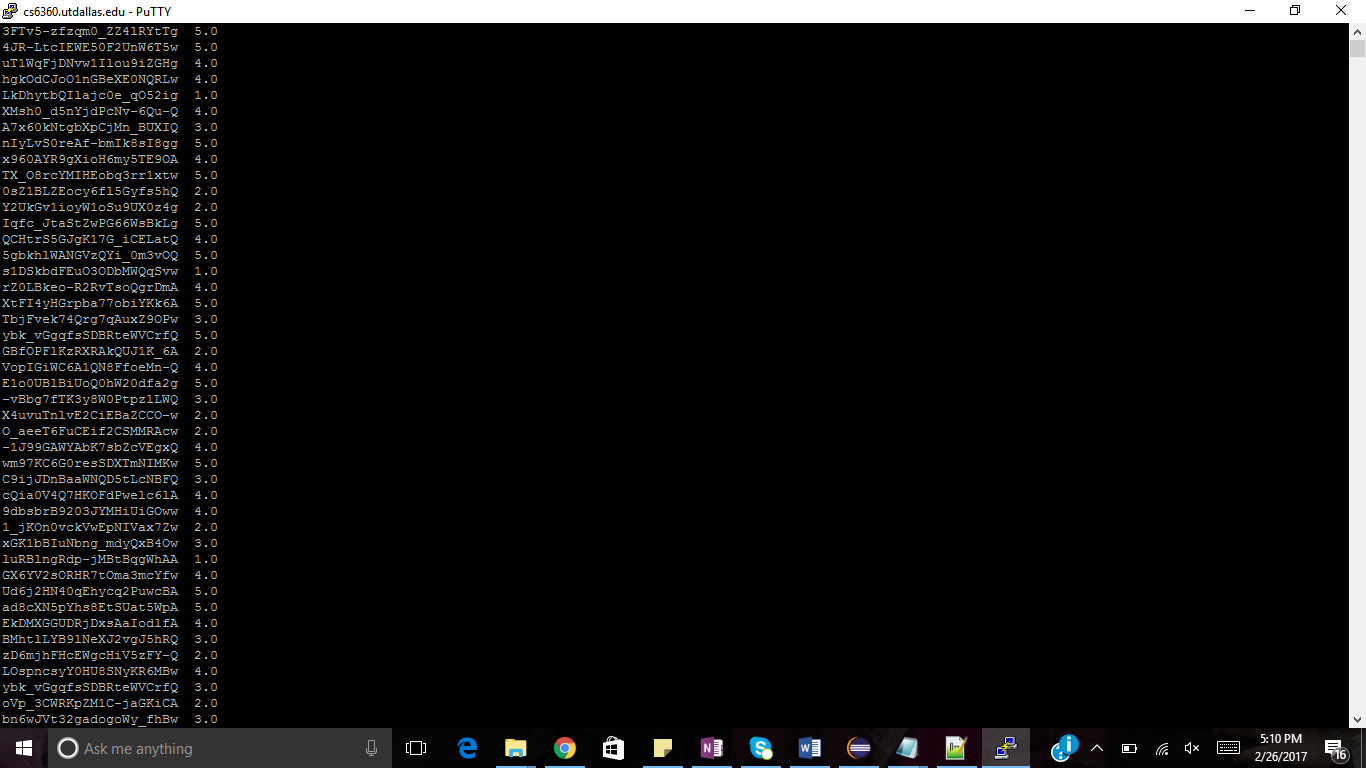 cs6360.utdallas.edu - PuTTY
3FTv5-zfzqm0_ZZ4lRYtTg  5.0
4JR-LtcIEWE50F2UnW6T5w  5.0
uT1WqFjDNvw1Ilou9iZGHg  4.0
hgkOdCJoO1nGBeXE0NQRLw  4.0
LkDhytbQIlajc0e_qO52ig  1.0
XMsh0_d5nYjdPcNv-6Qu-Q  4.0
A7x60kNtgbXpCjMn_BUXIQ  3.0
nIyLvS0reAf-bmIk8sI8gg  5.0
x960AYR9gXioH6my5TE9OA  4.0
TX_O8rcYMIHEobq3rr1xtw  5.0
0sZ1BLZEocy6fl5Gyfs5hQ  2.0
Y2UkGv1ioyW1oSu9UX0z4g  2.0
Iqfc_JtaStZwPG66WsBkLg  5.0
QCHtrS5GJgK17G_iCELatQ  4.0
5gbkhlWANGVzQYi_0m3vOQ  5.0
s1DSkbdFEuO3ODbMWQqSvw  1.0
rZ0LBkeo-R2RvTsoQgrDmA  4.0
XtFI4yHGrpba77obiYKk6A  5.0
TbjFvek74Qrg7qAuxZ9OPw  3.0
ybk_vGgqfsSDBRteWVCrfQ  5.0
GBfOPFlKzRXRAkQUJ1K_6A  2.0
VopIGiWC6A1QN8FfoeMn-Q  4.0
E1o0UBlBiUoQ0hW20dfa2g  5.0
-vBbg7fTK3y8W0PtpzlLWQ  3.0
X4uvuTnlvE2CiEBaZCCO-w  2.0
O_aeeT6FuCEif2CSMMRAcw  2.0
-1J99GAWYAbK7sbZcVEgxQ  4.0
wm97KC6G0resSDXTmNIMKw  5.0
C9ijJDnBaaWNQD5tLcNBFQ  3.0
cQia0V4Q7HKOFdPwelc6lA  4.0
9dbsbrB9203JYMHiUiGOww  4.0
1_jKOn0vckVwEpNIVax7Zw  2.0
xGK1bBIuNbng_mdyQxB4Ow  3.0
luRBlngRdp-jMBtBqgWhAA  1.0
GX6YV2sORHR7tOma3mcYfw  4.0
Ud6j2HN40qEhycq2PuwcBA  5.0
ad8cXN5pYhs8EtSUat5WpA  5.0
EkDMXGGUDRjDxsAaIodlfA  4.0
BMhtlLYB9lNeXJ2vgJ5hRQ  3.0
zD6mjhFHcEWgcHiV5zFY-Q  2.0
LOspncsyY0HU8SNyKR6MBw  4.0
ybk_vGgqfsSDBRteWVCrfQ  3.0
oVp_3CWRKpZM1C-jaGKiCA  2.0
bn6wJVt32gadogoWy_fhBw  3.0
Ask me anything
5:10 PM
2/26/2017
16